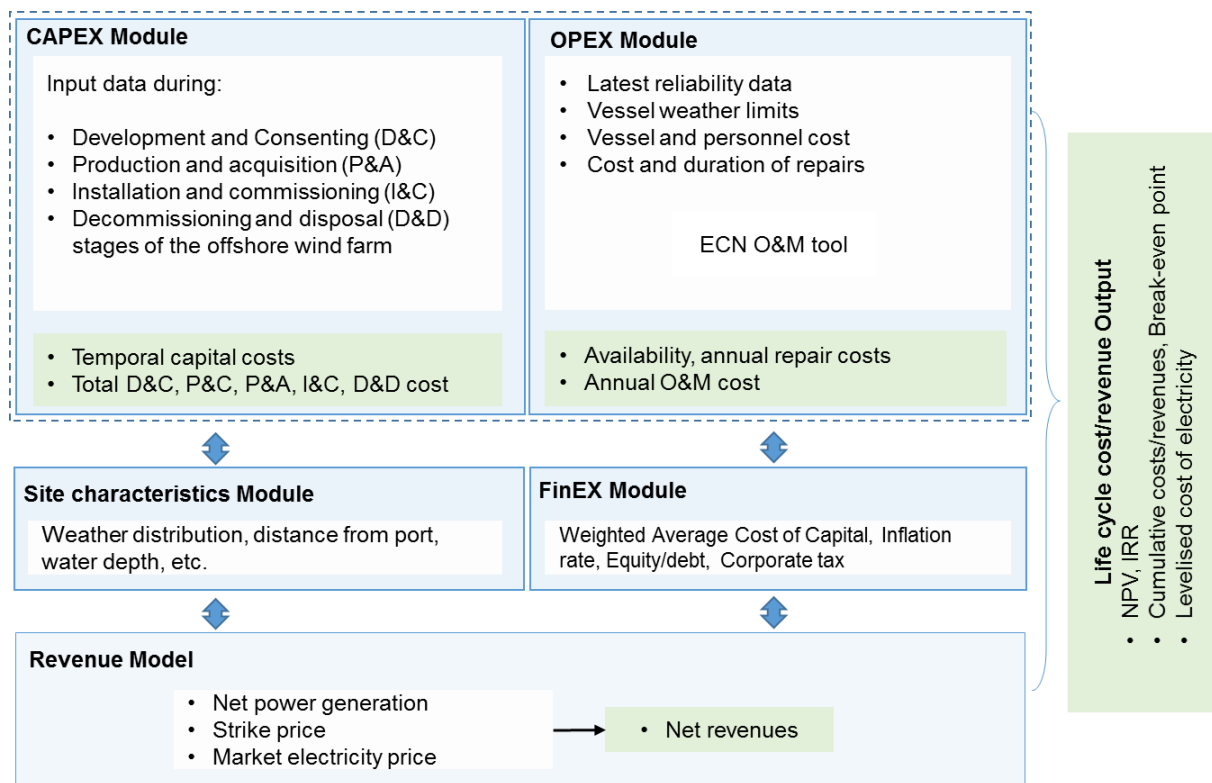 CAPEX Module
Input data during:
• Development and Consenting (D&C)
• Production and acquisition (P&A)
• Installation and commissioning (I&C)
• Decommissioning and disposal (D&D)
stages of the offshore wind farm
• Temporal capital costs
• Total D&C, P&C, P&A, I&C, D&D cost
OPEX Module
• Latest reliability data
• Vessel weather limits
• Vessel and personnel cost
• Cost and duration of repairs
ECN O&M tool
• Availability, annual repair costs
• Annual O&M cost
Site characteristics Module
Weather distribution, distance from port,
water depth, etc.
FinEX Module
Weighted Average Cost of Capital, Inflation
rate, Equity/debt, Corporate tax
Revenue Model
• Net power generation
• Strike price
• Market electricity price
• Net revenues
Life cycle cost/revenue Output
• NPV, IRR
• Cumulative costs/revenues, Break-even point
• Levelised cost of electricity